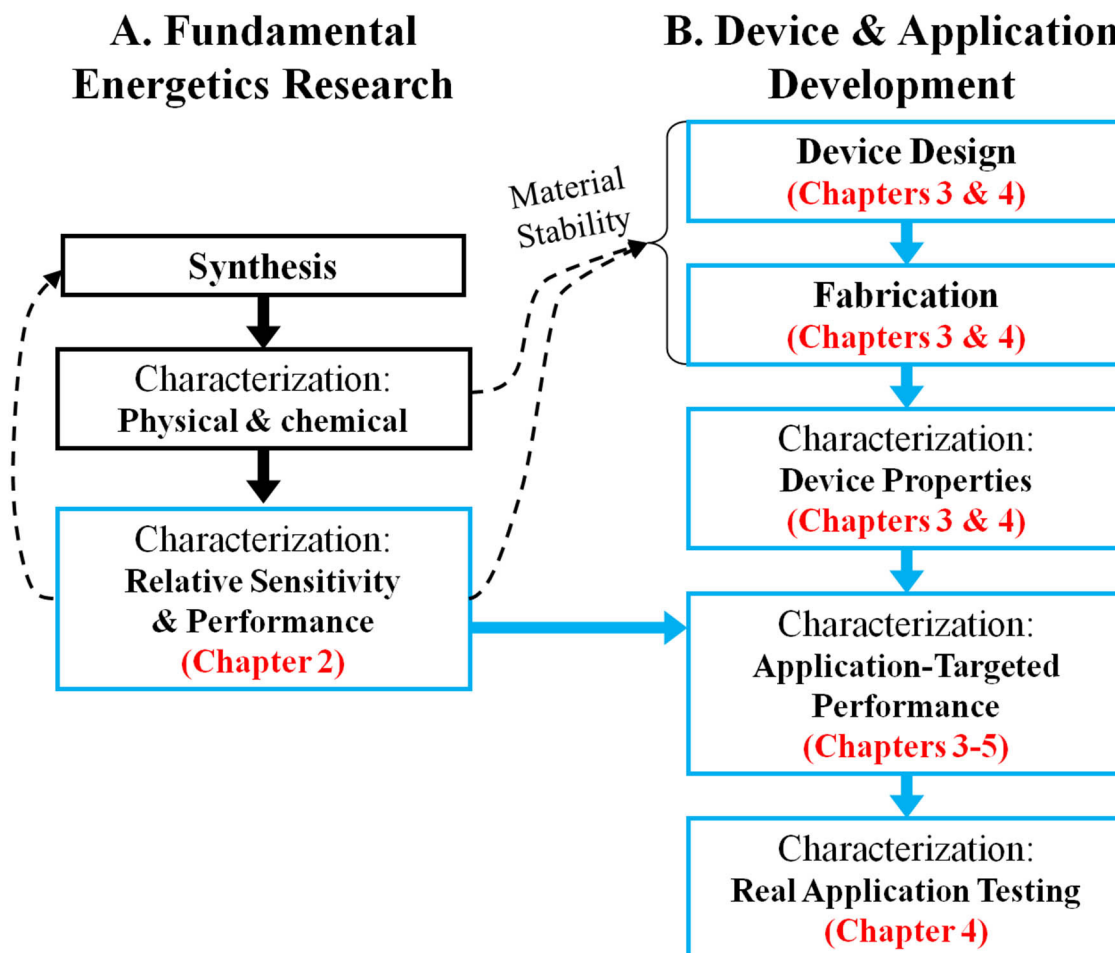 A. Fundamental
Energetics Research
Synthesis
Characterization:
Physical & chemical
Characterization:
Relative Sensitivity
& Performance
(Chapter 2)
Material
Stability
B. Device & Application
Development
Device Design
(Chapters 3 & 4)
Fabrication
(Chapters 3 & 4)
Characterization:
Device Properties
(Chapters 3 & 4)
Characterization:
Application-Targeted
Performance
(Chapters 3-5)
Characterization:
Real Application Testing
(Chapter 4)